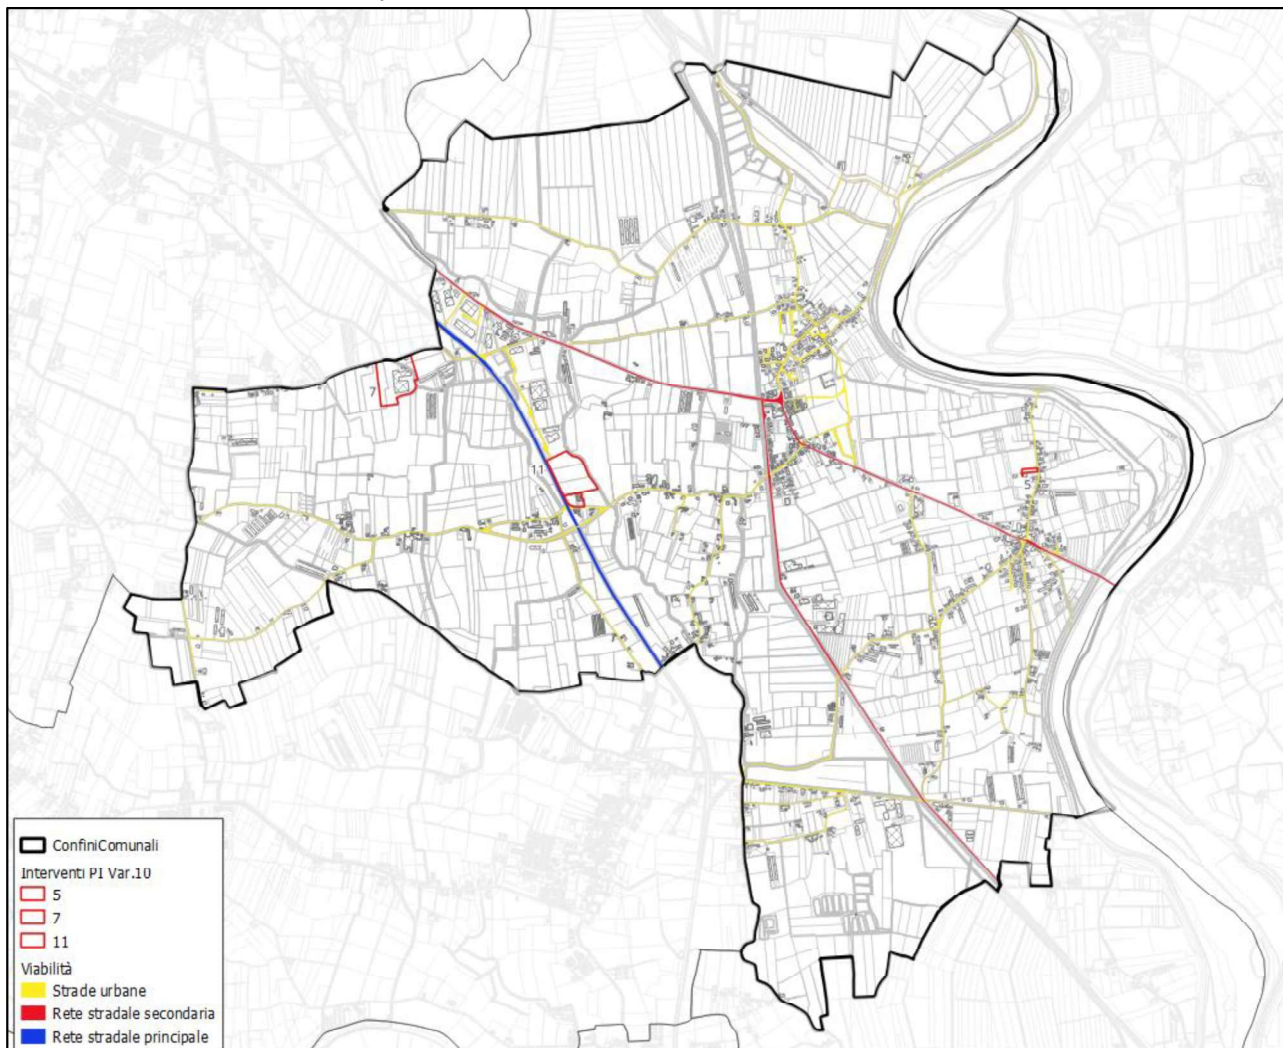 7
11
5
ConfiniComunali
Interventi PI Var.10
5
7
11
Viabilità
Strade urbane
Rete stradale secondaria
Rete stradale principale